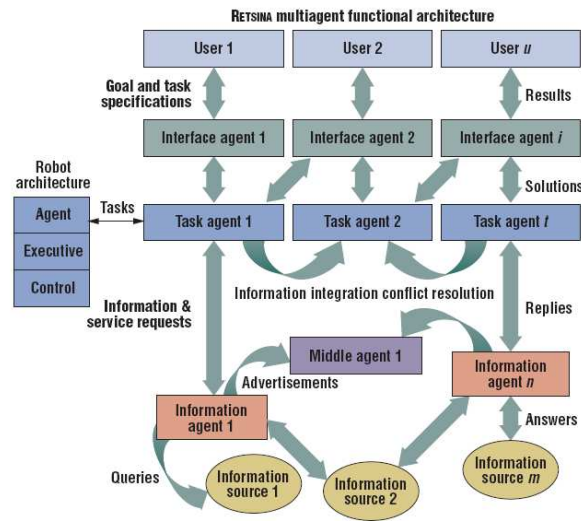 RETSINA multiagent functional architecture
User 1
User 2
User u
Goal and task
specifications
Results
Interface agent 1
Interface agent 2
Interface agent i
Robot
architecture
Solutions
Agent
Executive
Control
Tasks
Task agent 1
Task agent 2
Task agent t
Information integration conflict resolution
Information &
service requests
Replies
Middle agent 1
Advertisements
Information
agent n
Information
agent 1
Answers
Queries
Information
source 1
Information
source 2
Information
source m